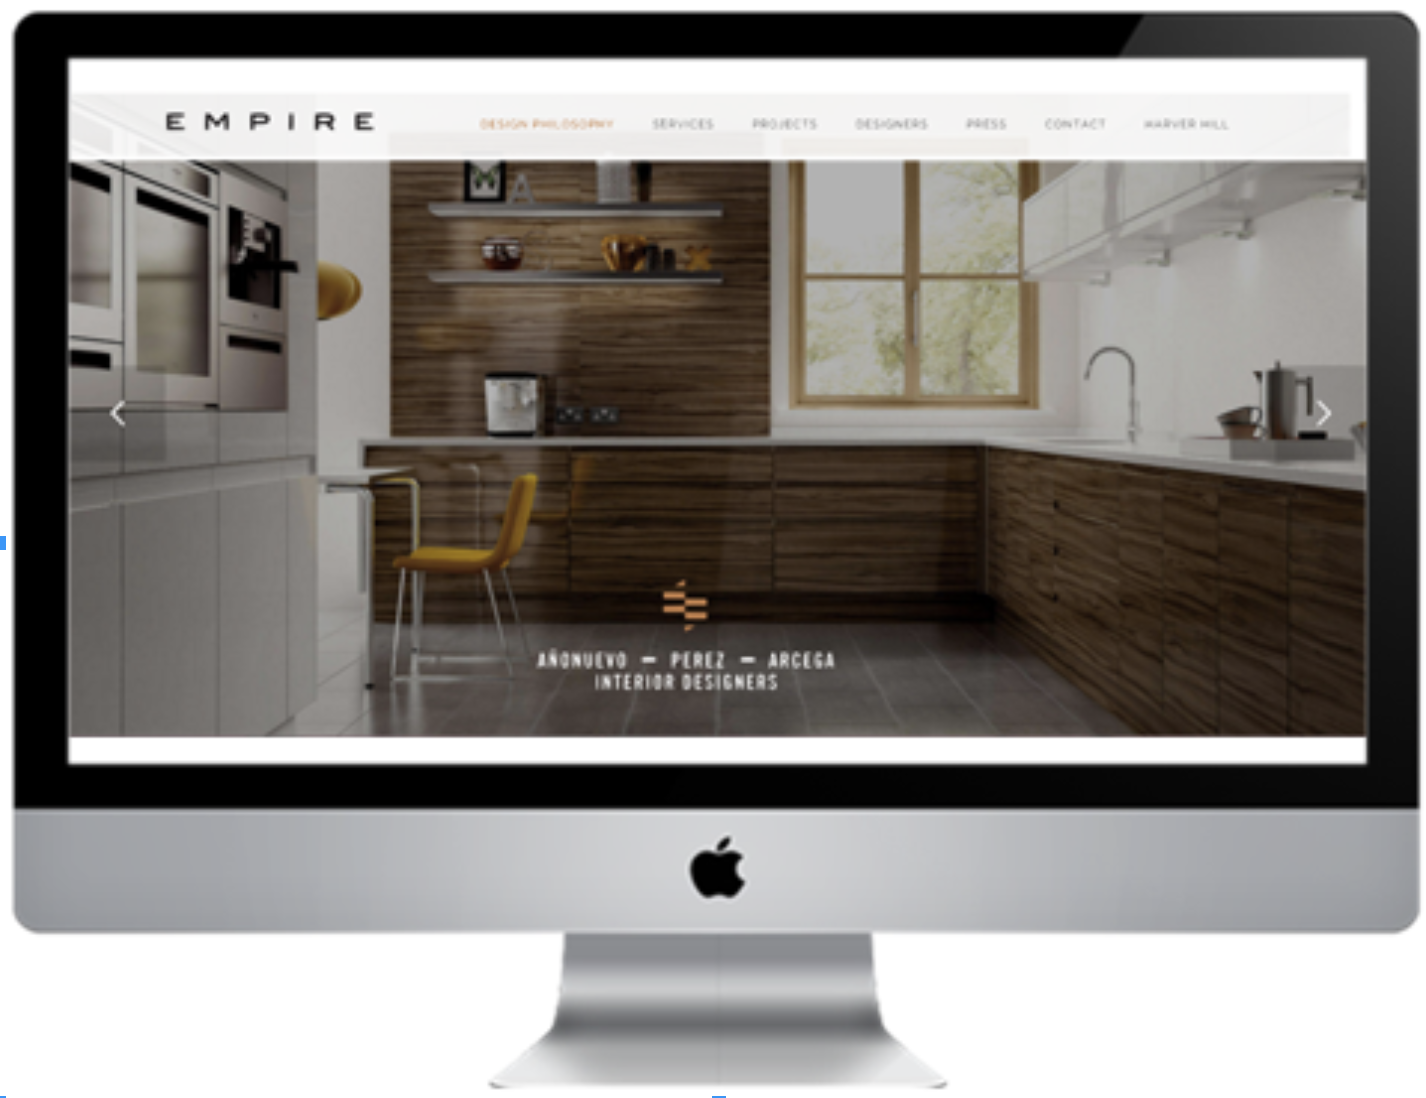 EMPIRE
DESIGN PHILOSOPHY SERVICES PROJECTS DESIGNERS PRESS CONTACT HARVER HILL
A
AÑONUEVO — PEREZ — ARCEGA
INTERIOR DESIGNERS